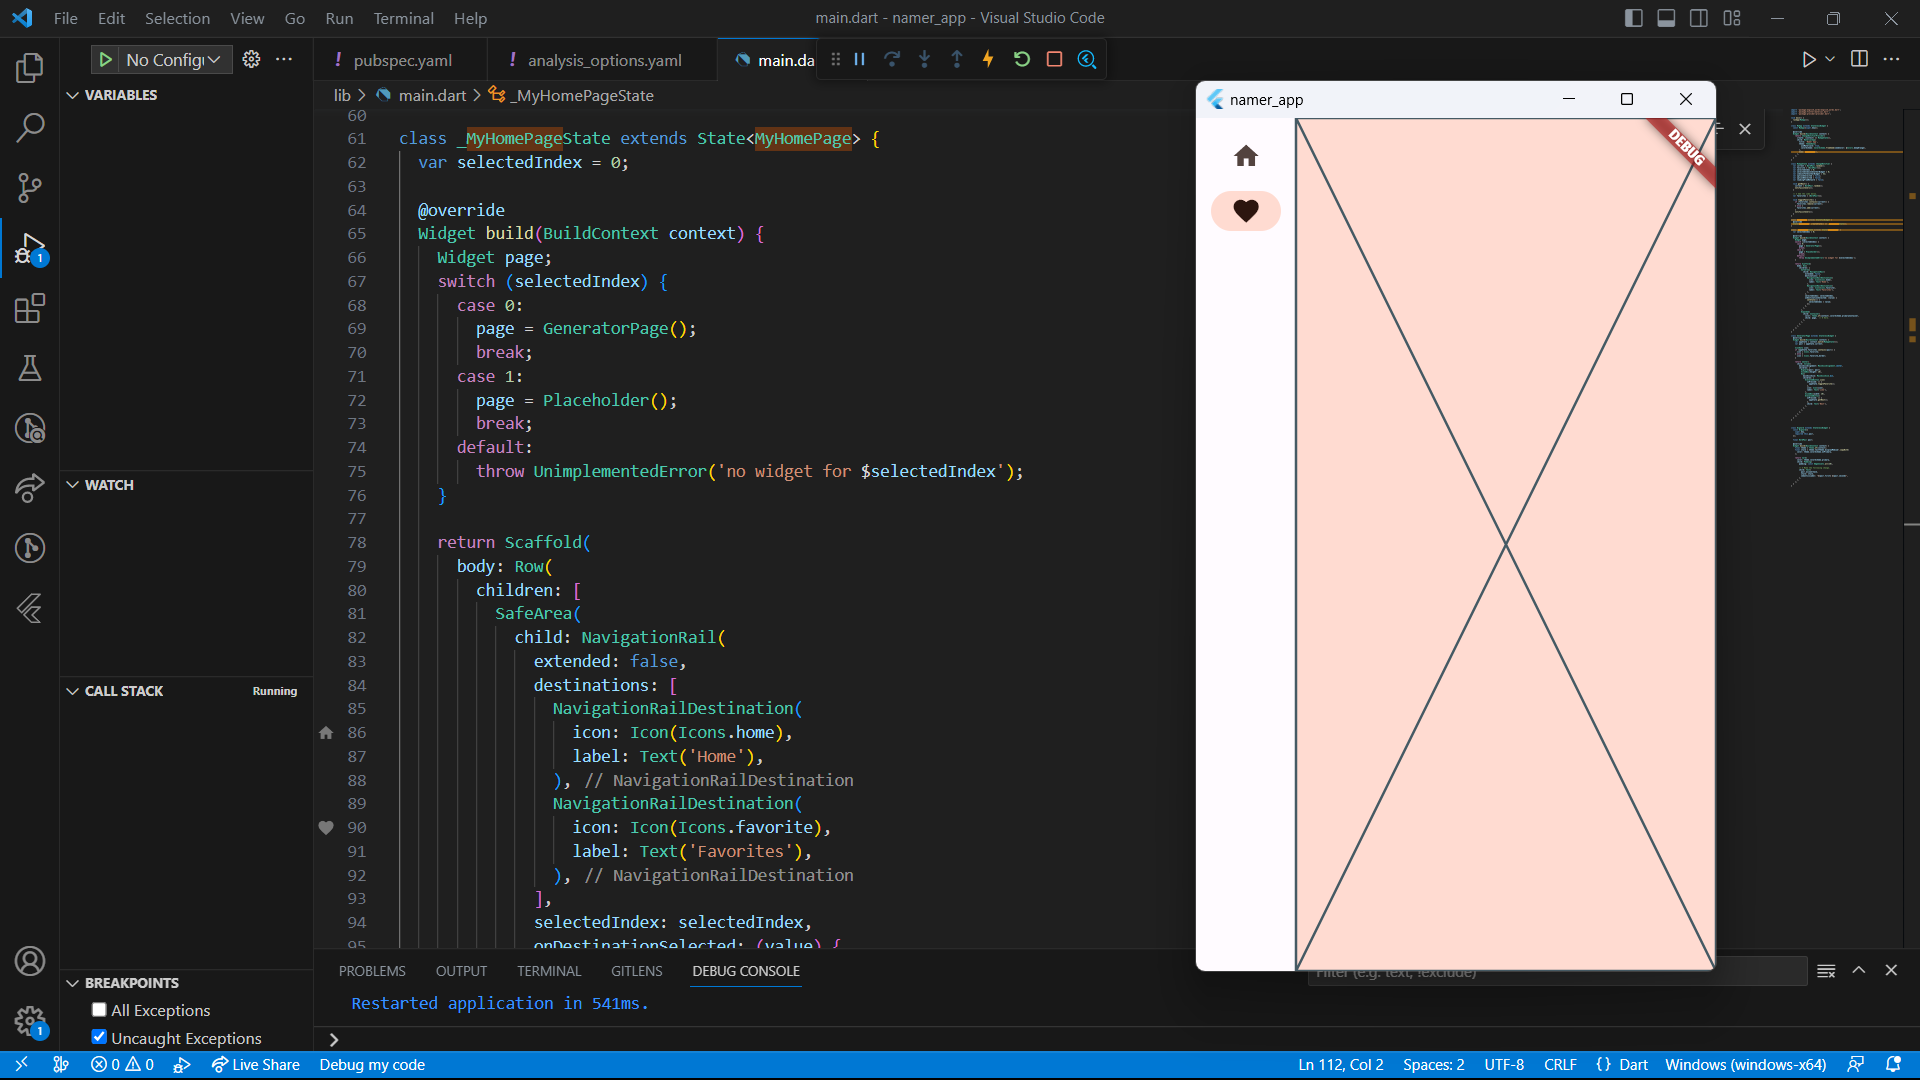 File Edit Selection View Go Run Terminal Help
main.dart - namer_app - Visual Studio Code
No Config
pubspec.yaml
analysis_options.yaml
main.da
VARIABLES
lib > main.dart > _MyHomePageState
namer_app
DEBUG
60
61 class _MyHomePageState extends State<MyHomePage> {
62 var selectedIndex = 0;
63
64 @override
65 Widget build(BuildContext context) {
66 Widget page;
67 switch (selectedIndex) {
68 case 0:
69 page = GeneratorPage();
70 break;
71 case 1:
72 page = Placeholder();
73 break;
74 default:
75 throw UnimplementedError('no widget for $selectedIndex');
76 }
77
78 return Scaffold(
79 body: Row(
80 children: [
81 SafeArea(
82 child: NavigationRail(
83 extended: false,
84 destinations: [
85 NavigationRailDestination(
86 icon: Icon(Icons.home),
87 label: Text('Home'),
88 ), // NavigationRailDestination
89 NavigationRailDestination(
90 icon: Icon(Icons.favorite),
91 label: Text('Favorites'),
92 ), // NavigationRailDestination
93 ],
94 selectedIndex: selectedIndex,
95 onDestinationSelected: (value) {
WATCH
CALL STACK
Running
BREAKPOINTS
All Exceptions
Uncaught Exceptions
1
1
PROBLEMS OUTPUT TERMINAL GITLENS DEBUG CONSOLE
Filter (e.g. text, !exclude)
Restarted application in 541ms.
0 0 Live Share Debug my code
Ln 112, Col 2 Spaces: 2 UTF-8 CRLF {} Dart Windows (windows-x64)